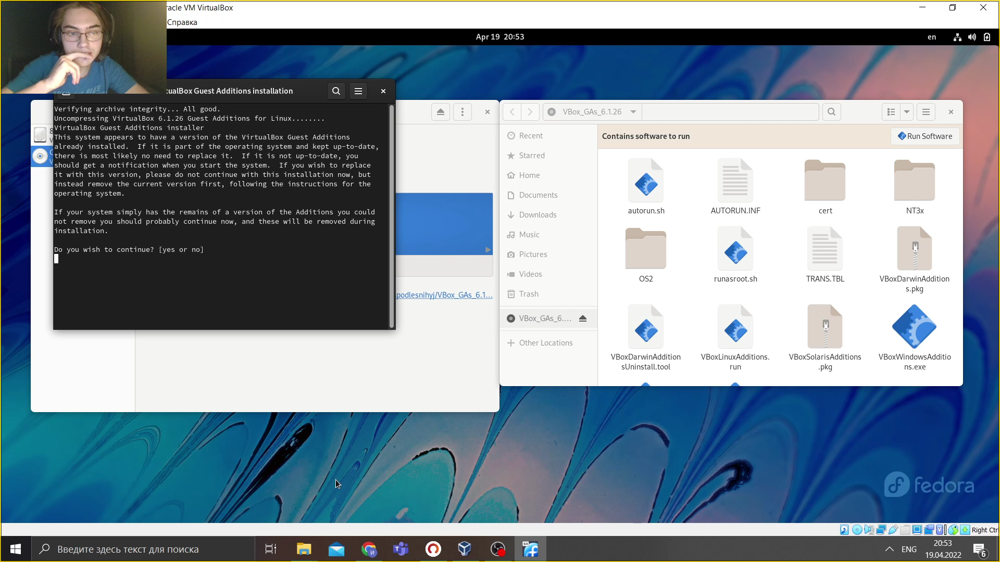 racle VM VirtualBox
Справка
Apr 19 20:53
en
tualBox Guest Additions installation
Verifying archive integrity... All good.
Uncompressing VirtualBox 6.1.26 Guest Additions for Linux........
VirtualBox Guest Additions installer
This system appears to have a version of the VirtualBox Guest Additions
already installed.  If it is part of the operating system and kept up-to-date,
there is most likely no need to replace it.  If it is not up-to-date, you
should get a notification when you start the system.  If you wish to replace
it with this version, please do not continue with this installation now, but
instead remove the current version first, following the instructions for the
operating system.
If your system simply has the remains of a version of the Additions you could
not remove you should probably continue now, and these will be removed during
installation.
Do you wish to continue? [yes or no]
podlesnihyj/VBox_GAs_6.1...
VBox_GAs_6.1.26
Recent
Starred
Home
Documents
Downloads
Music
Pictures
Videos
Trash
VBox_GAs_6....
Other Locations
Contains software to run
Run Software
autorun.sh
AUTORUN.INF
cert
NT3x
OS2
runasroot.sh
TRANS.TBL
VBoxDarwinAddition
s.pkg
VBoxDarwinAddition
sUninstall.tool
VBoxLinuxAdditions.
run
VBoxSolarisAdditions
.pkg
VBoxWindowsAdditio
ns.exe
fedora
Right Ctrl
Введите здесь текст для поиска
64
ENG
20:53
19.04.2022
6